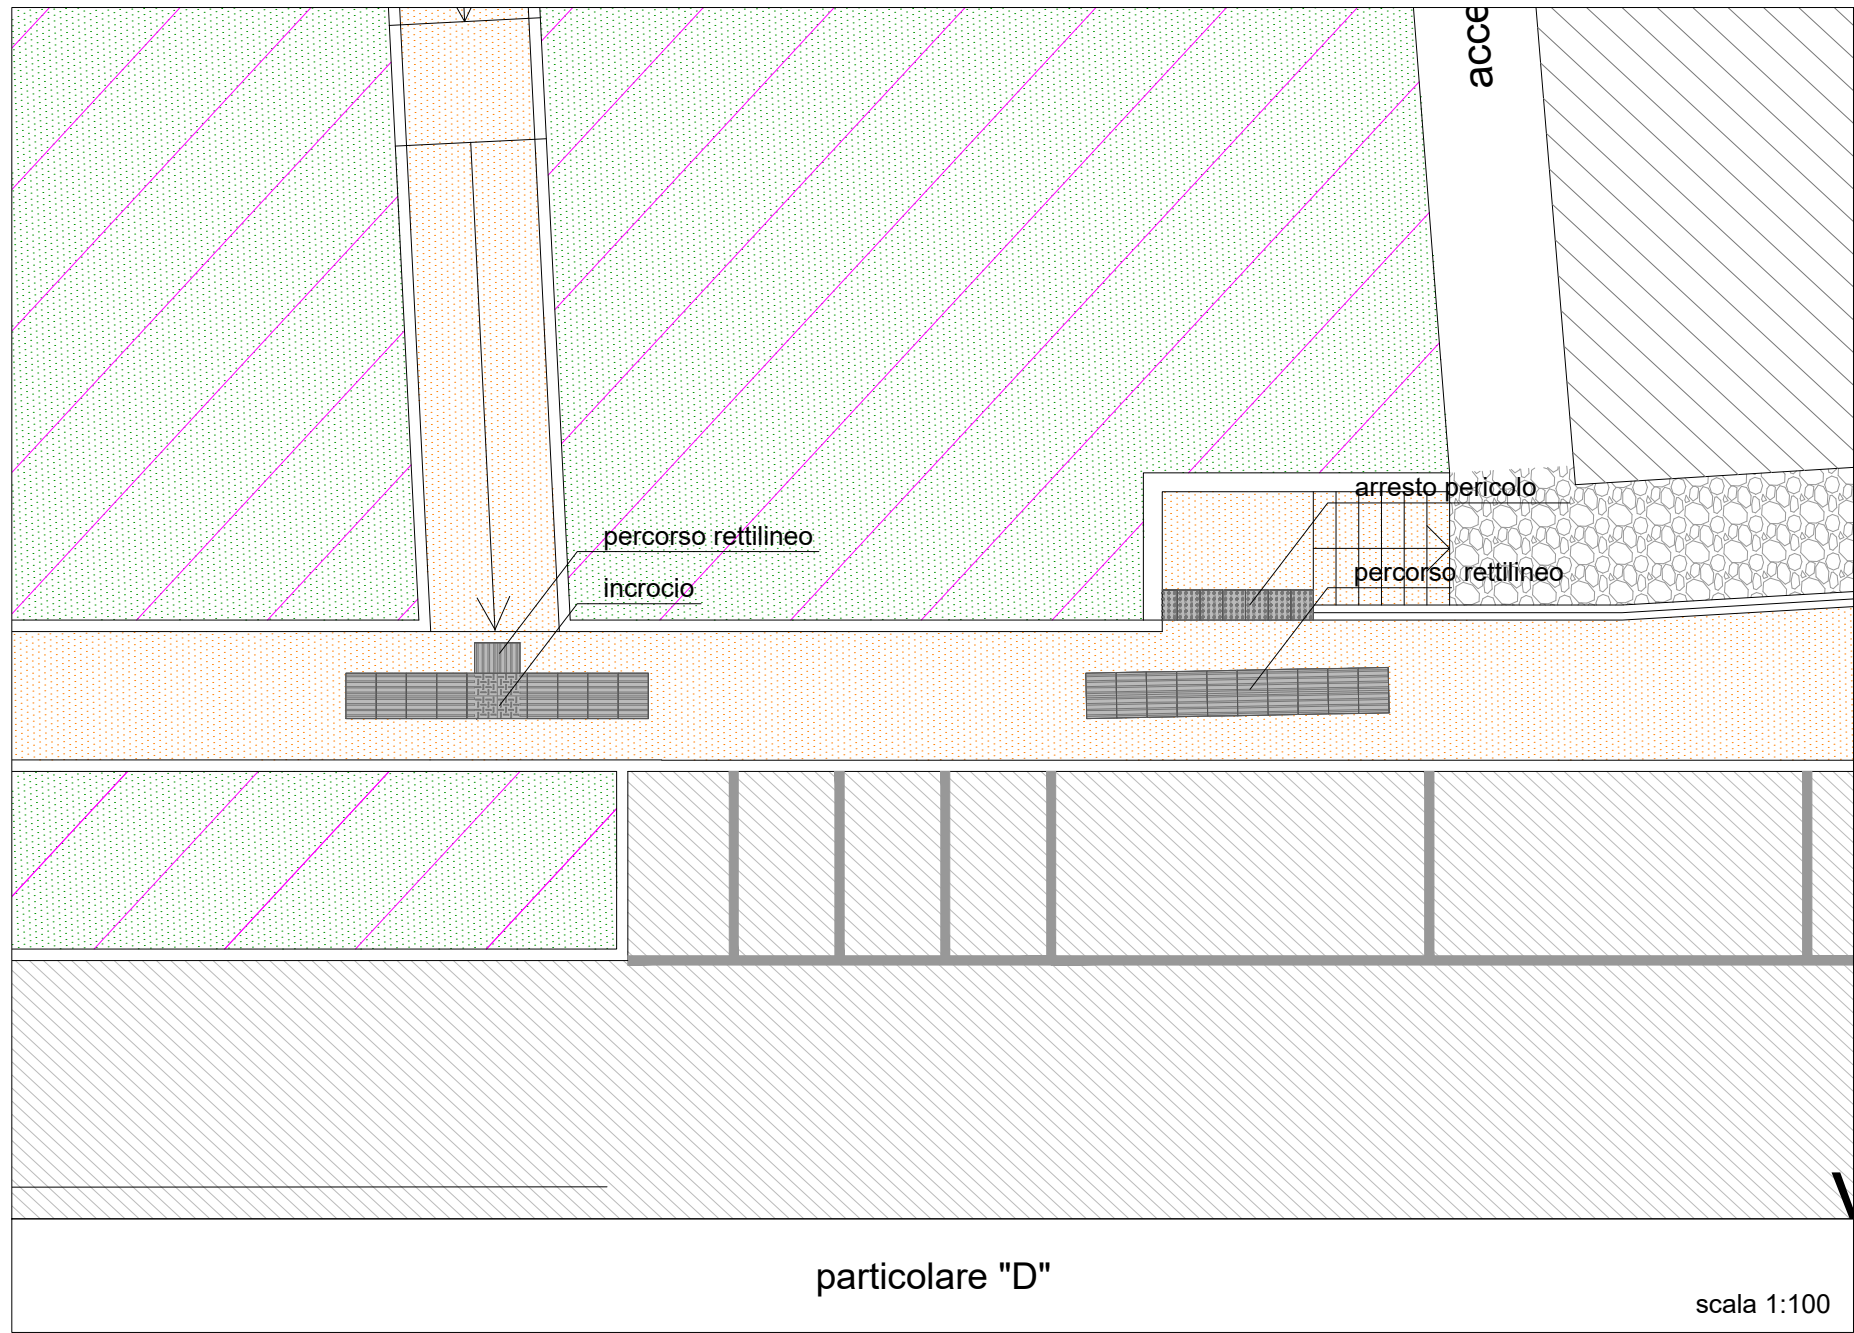 acce
arresto pericolo
percorso rettilineo
percorso rettilineo
incrocio
particolare "D"
scala 1:100